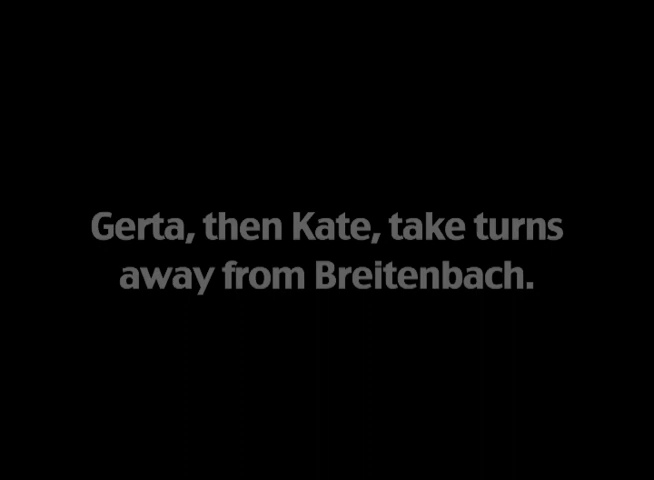 Gerta, then Kate, take turns
away from Breitenbach.